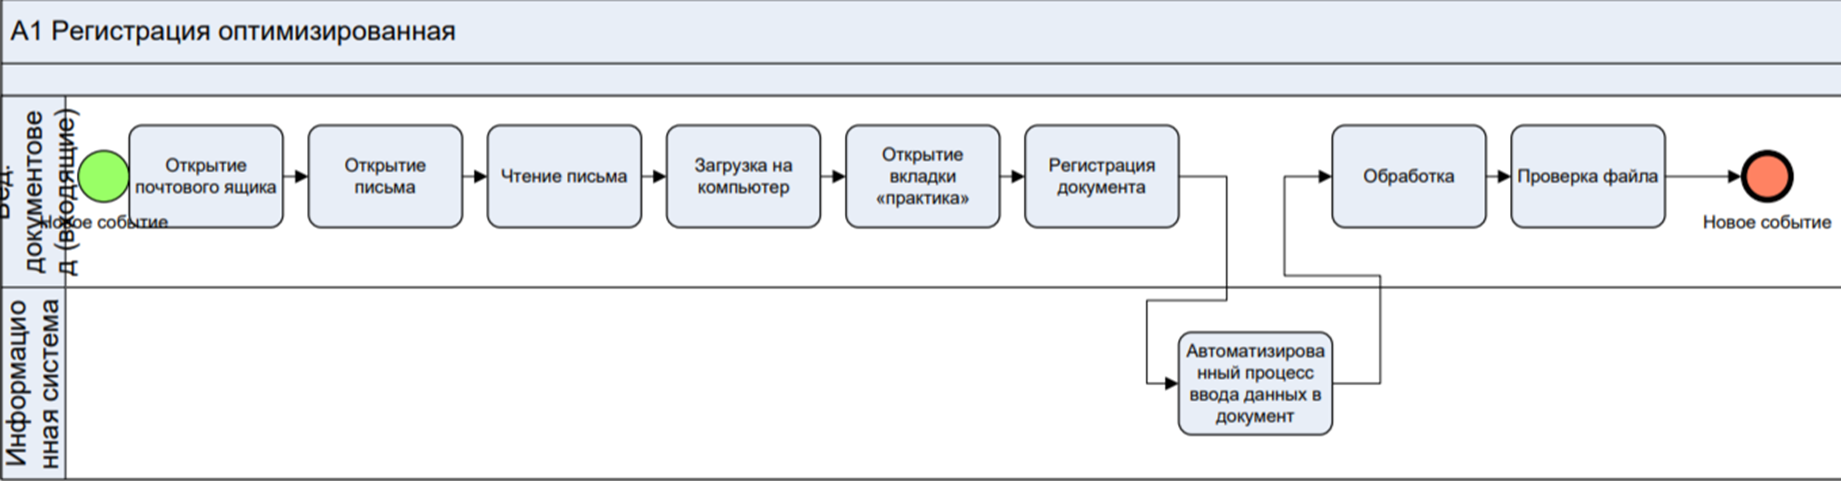 А1 Регистрация оптимизированная
Вед.
документове
д (входящие)
Новое событие
Открытие
почтового ящика
Открытие
письма
Чтение письма
Загрузка на
компьютер
Открытие
вкладки
«практика»
Регистрация
документа
Обработка
Проверка файла
Новое событие
Информацио
нная система
Автоматизирова
нный процесс
ввода данных в
документ